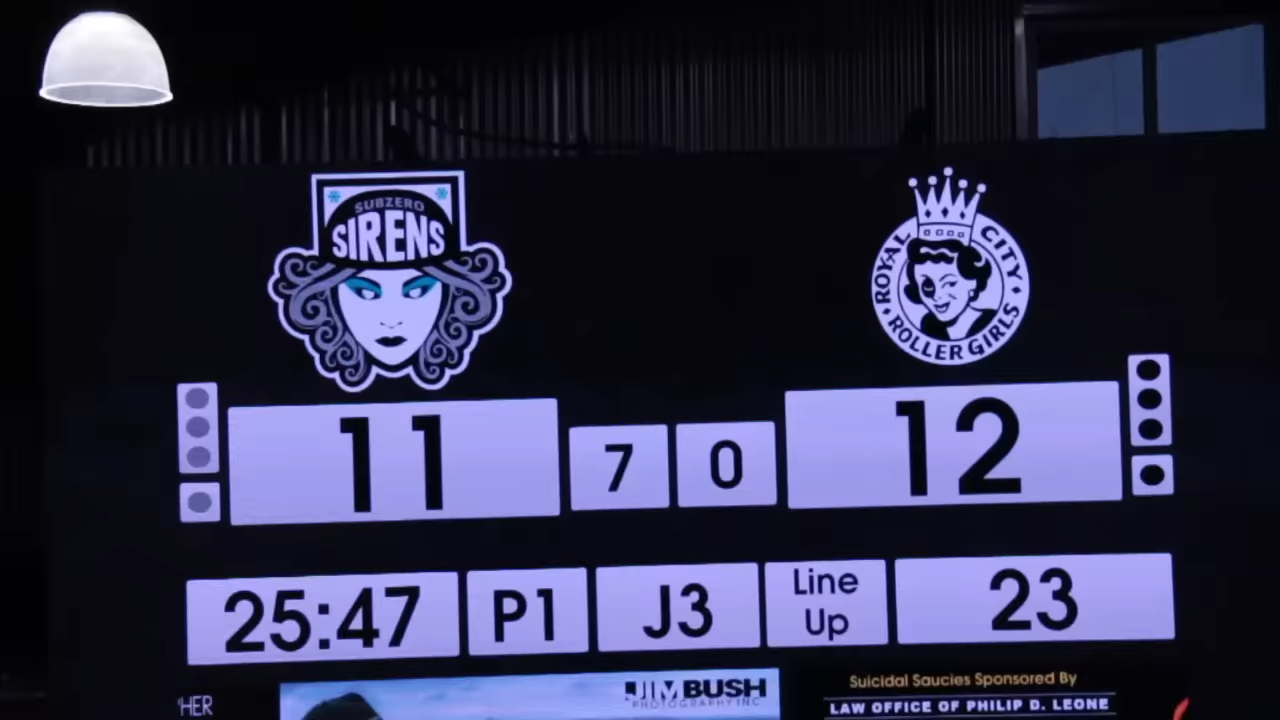 SUBZERO
SIRENS
ROYAL CITY
ROLLER GIRLS
11
7
0
12
25:47
P1
J3
Line
Up
23
'HER
JIM BUSH
PHOTOGRAPHY INC
Suicidal Saucies Sponsored By
LAW OFFICE OF PHILIP D. LEONE